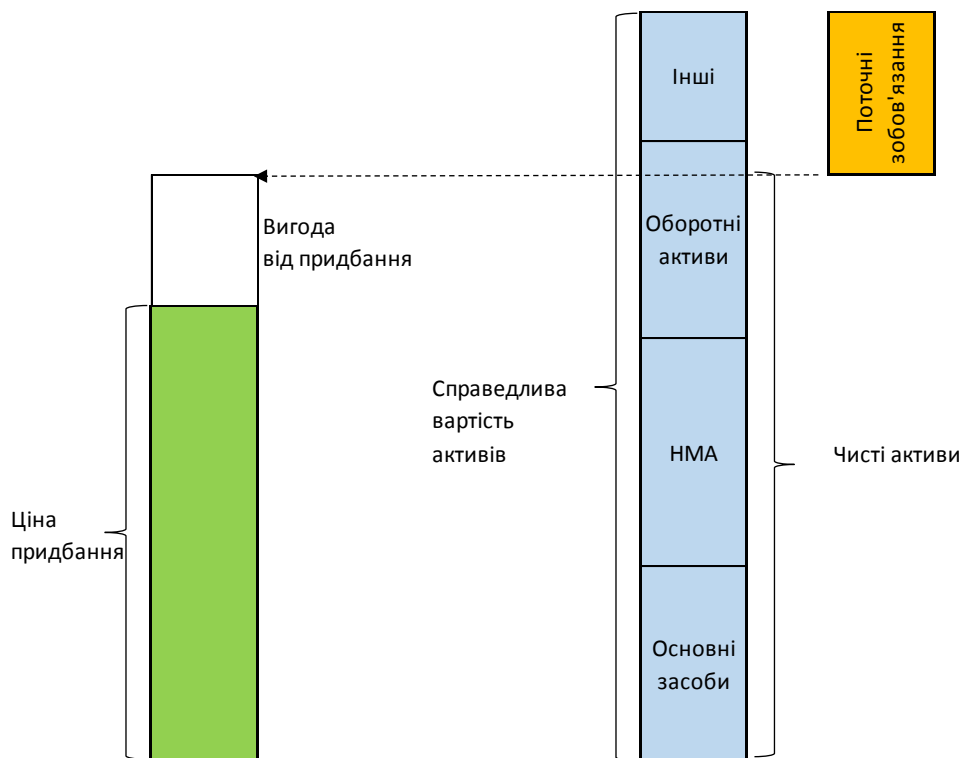 Інші
Поточні
зобов'язання
Вигода
від придбання
Оборотні
активи
Справедлива
вартість
активів
НМА
Чисті активи
Ціна
придбання
Основні
засоби